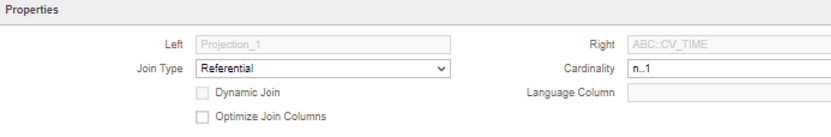 Properties
Left Projection_1 Right ABC::CV_TIME
Join Type Referential Cardinality n..1
Dynamic Join Language Column
Optimize Join Columns